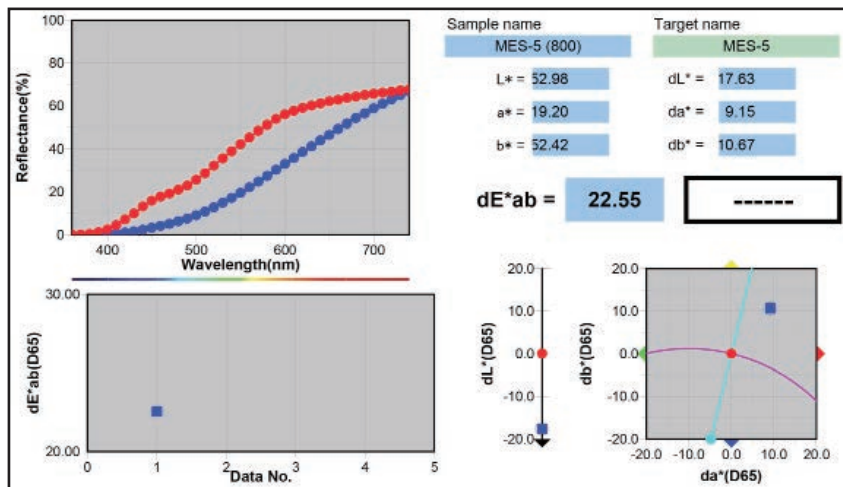 Sample name
Target name
MES-5 (800)
MES-5
L* = 52.98
dL* = 17.63
a* = 19.20
da* = 9.15
b* = 52.42
db* = 10.67
dE*ab = 22.55
------
100
80
60
40
20
0
Reflectance(%)
400 500 600 700
Wavelength(nm)
30.00
20.00
dE*ab(D65)
0 1 2 3 4 5
Data No.
20.0
10.0
0.0
-10.0
-20.0
dL*(D65)
20.0
10.0
0.0
-10.0
-20.0
db*(D65)
-20.0 -10.0 0.0 10.0 20.0
da*(D65)